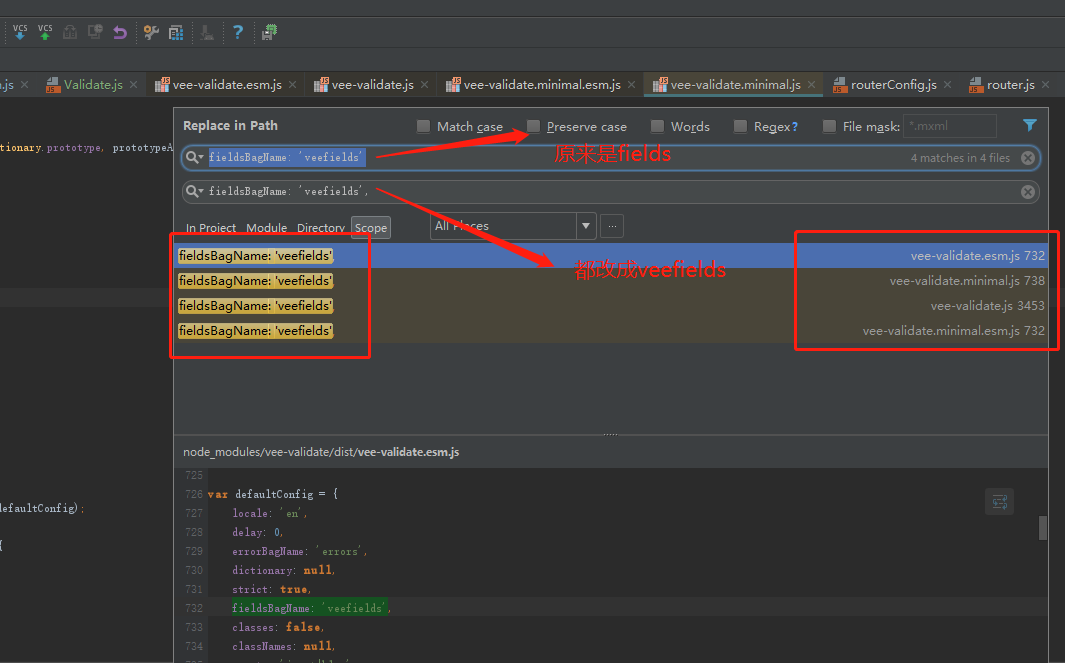 VCS VCS
.js Validate.js vee-validate.esm.js vee-validate.js vee-validate.minimal.esm.js vee-validate.minimal.js routerConfig.js router.js
Replace in Path Match case Preserve case Words Regex? File mask: *.mxml
tionary.prototype, prototypeA
原来是fields
fieldsBagName: 'veefields' 4 matches in 4 files
fieldsBagName: 'veefields',
In Project Module Directory Scope All Places ...
fieldsBagName: 'veefields', vee-validate.esm.js 732
都改成veefields
fieldsBagName: 'veefields', vee-validate.minimal.js 738
fieldsBagName: 'veefields', vee-validate.js 3453
fieldsBagName: 'veefields', vee-validate.minimal.esm.js 732
node_modules/vee-validate/dist/vee-validate.esm.js
725
726 var defaultConfig = {
727 locale: 'en',
defaultConfig);
728 delay: 0,
{
729 errorBagName: 'errors',
730 dictionary: null,
731 strict: true,
732 fieldsBagName: 'veefields',
733 classes: false,
734 classNames: null,